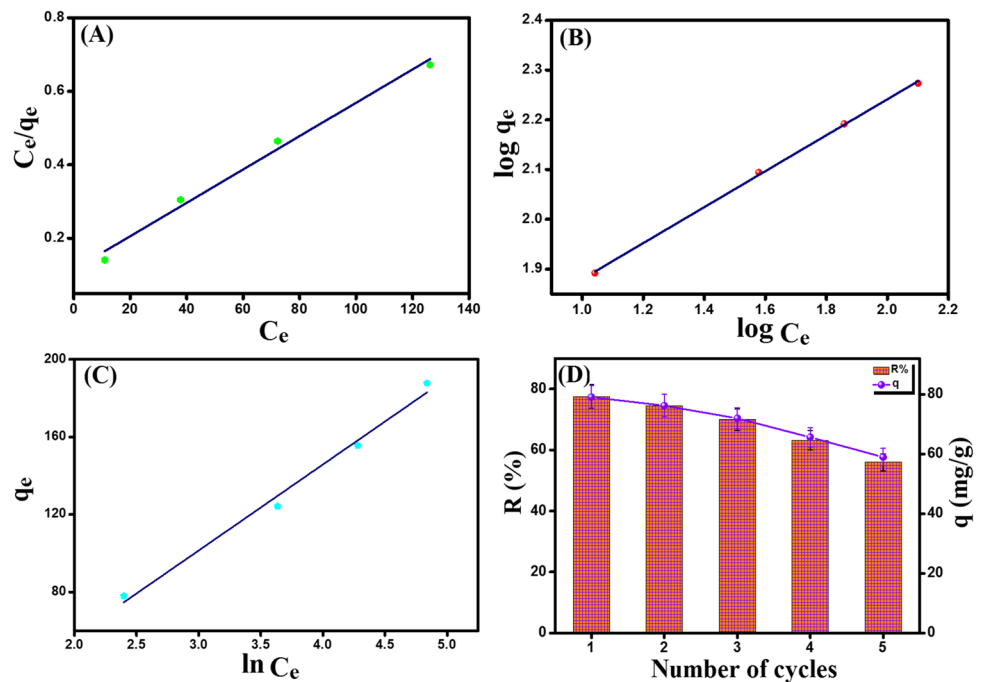 (A)
Ce/qe
0.8
0.6
0.4
0.2
0 20 40 60 80 100 120 140
Ce
(B)
log qe
2.4
2.3
2.2
2.1
2.0
1.9
1.0 1.2 1.4 1.6 1.8 2.0 2.2
log Ce
(C)
qe
200
160
120
80
2.0 2.5 3.0 3.5 4.0 4.5 5.0
ln Ce
(D)
R%
q
R (%)
80
60
40
20
0
q (mg/g)
80
60
40
20
0
1 2 3 4 5
Number of cycles